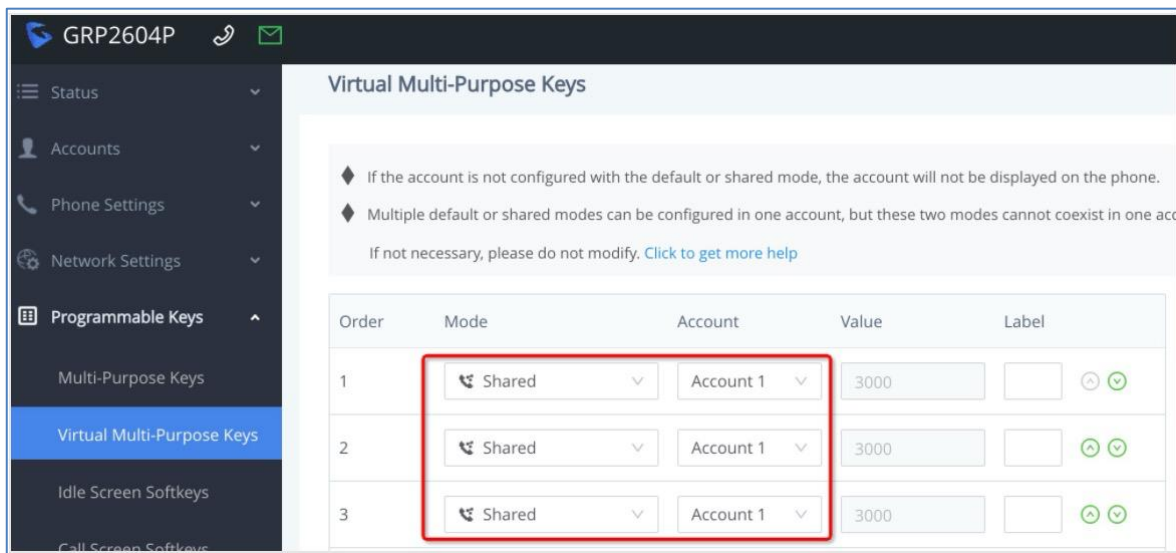 GRP2604P
Status
Accounts
Phone Settings
Network Settings
Programmable Keys
Multi-Purpose Keys
Virtual Multi-Purpose Keys
Idle Screen Softkeys
Call Screen Softkeys
Virtual Multi-Purpose Keys
If the account is not configured with the default or shared mode, the account will not be displayed on the phone.
Multiple default or shared modes can be configured in one account, but these two modes cannot coexist in one acc
If not necessary, please do not modify. Click to get more help
Order Mode Account Value Label
1 Shared Account 1 3000
2 Shared Account 1 3000
3 Shared Account 1 3000